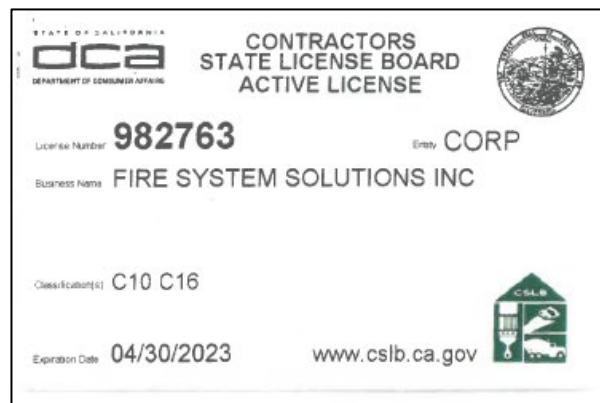 STATE OF CALIFORNIA
dca
DEPARTMENT OF CONSUMER AFFAIRS
CONTRACTORS
STATE LICENSE BOARD
ACTIVE LICENSE
License Number 982763
Entity CORP
Business Name FIRE SYSTEM SOLUTIONS INC
Classification(s) C10 C16
CSLB
Expiration Date 04/30/2023
www.cslb.ca.gov